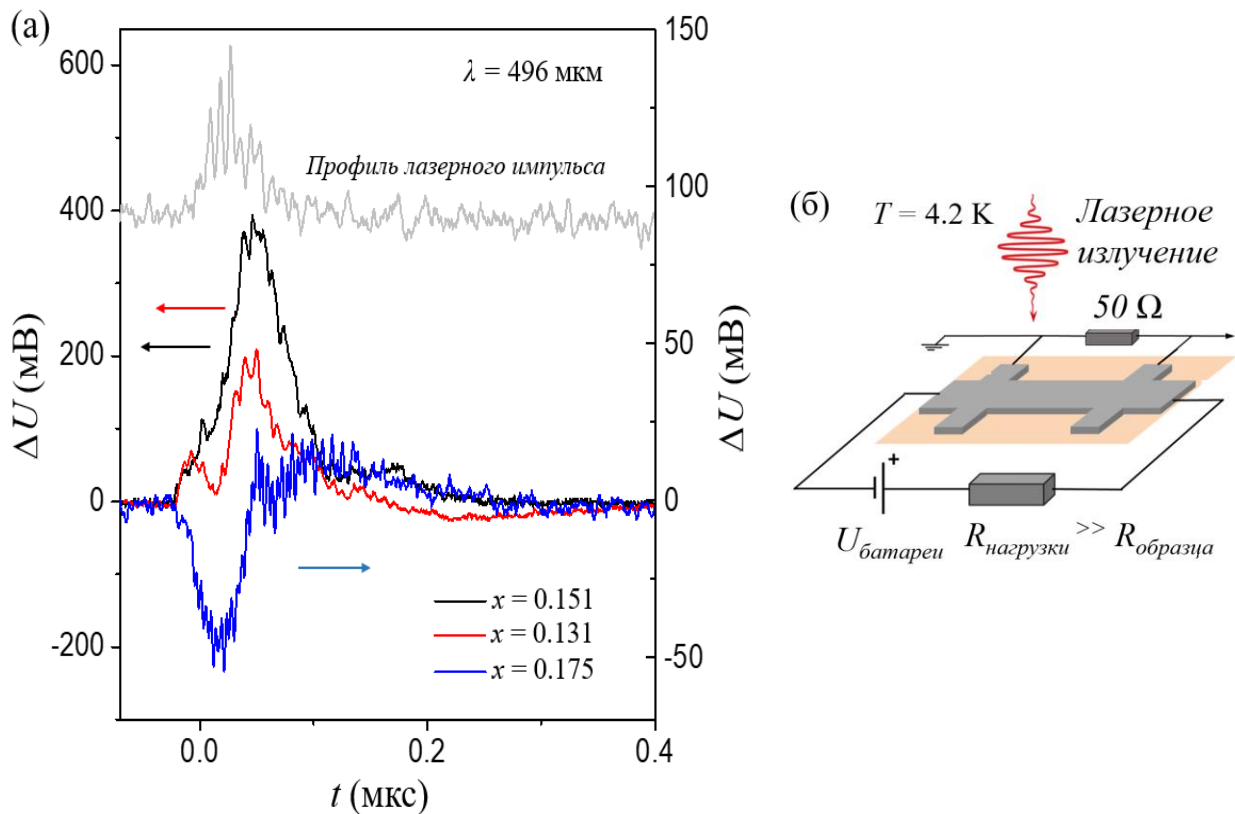 (а)
λ = 496 мкм
Профиль лазерного импульса
600
400
200
0
-200
ΔU (мВ)
150
100
50
0
-50
ΔU (мВ)
x = 0.151
x = 0.131
x = 0.175
0.0
0.2
0.4
t (мкс)
(б)
T = 4.2 K
Лазерное
излучение
50 Ω
+
Uбатареи
Rнагрузки >> Rобразца